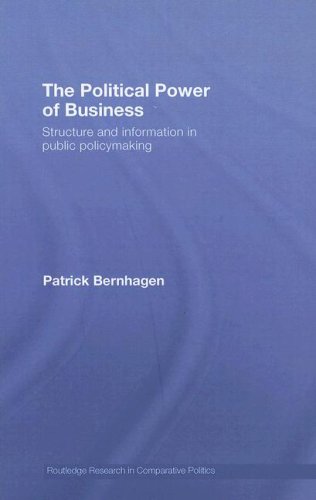 The Political Power
of Business
Structure and information in
public policymaking
Patrick Bernhagen
Routledge Research in Comparative Politics